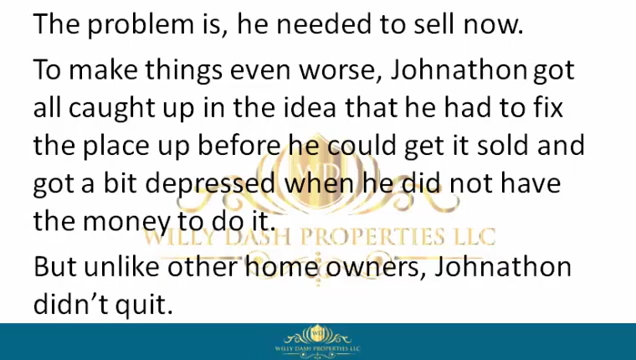 The problem is, he needed to sell now.
To make things even worse, Johnathon got
all caught up in the idea that he had to fix
the place up before he could get it sold and
got a bit depressed when he did not have
the money to do it.
WILLY DASH PROPERTIES LLC
But unlike other home owners, Johnathon
didn’t quit.
WILLY DASH PROPERTIES LLC